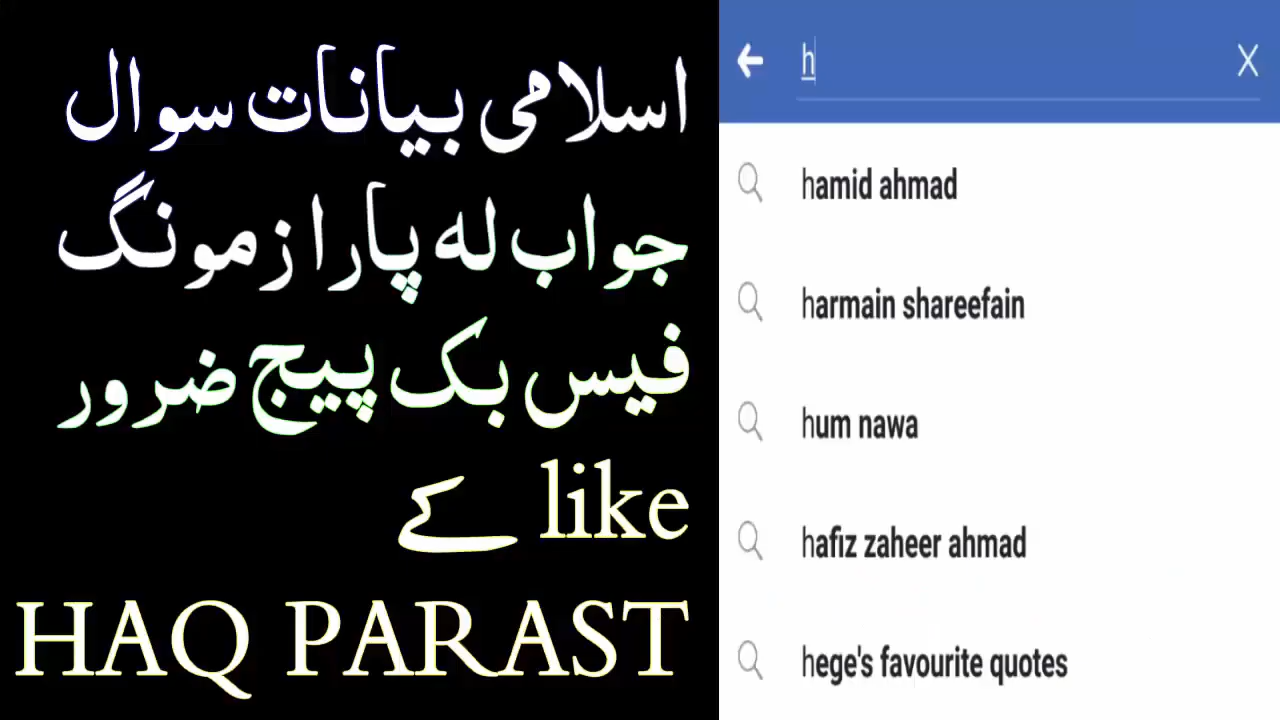 اسلامی بیانات سوال
جواب لہ پارا زمونگ
فیس بک پیج ضرور
like کے
HAQ PARAST
h
hamid ahmad
harmain shareefain
hum nawa
hafiz zaheer ahmad
hege's favourite quotes